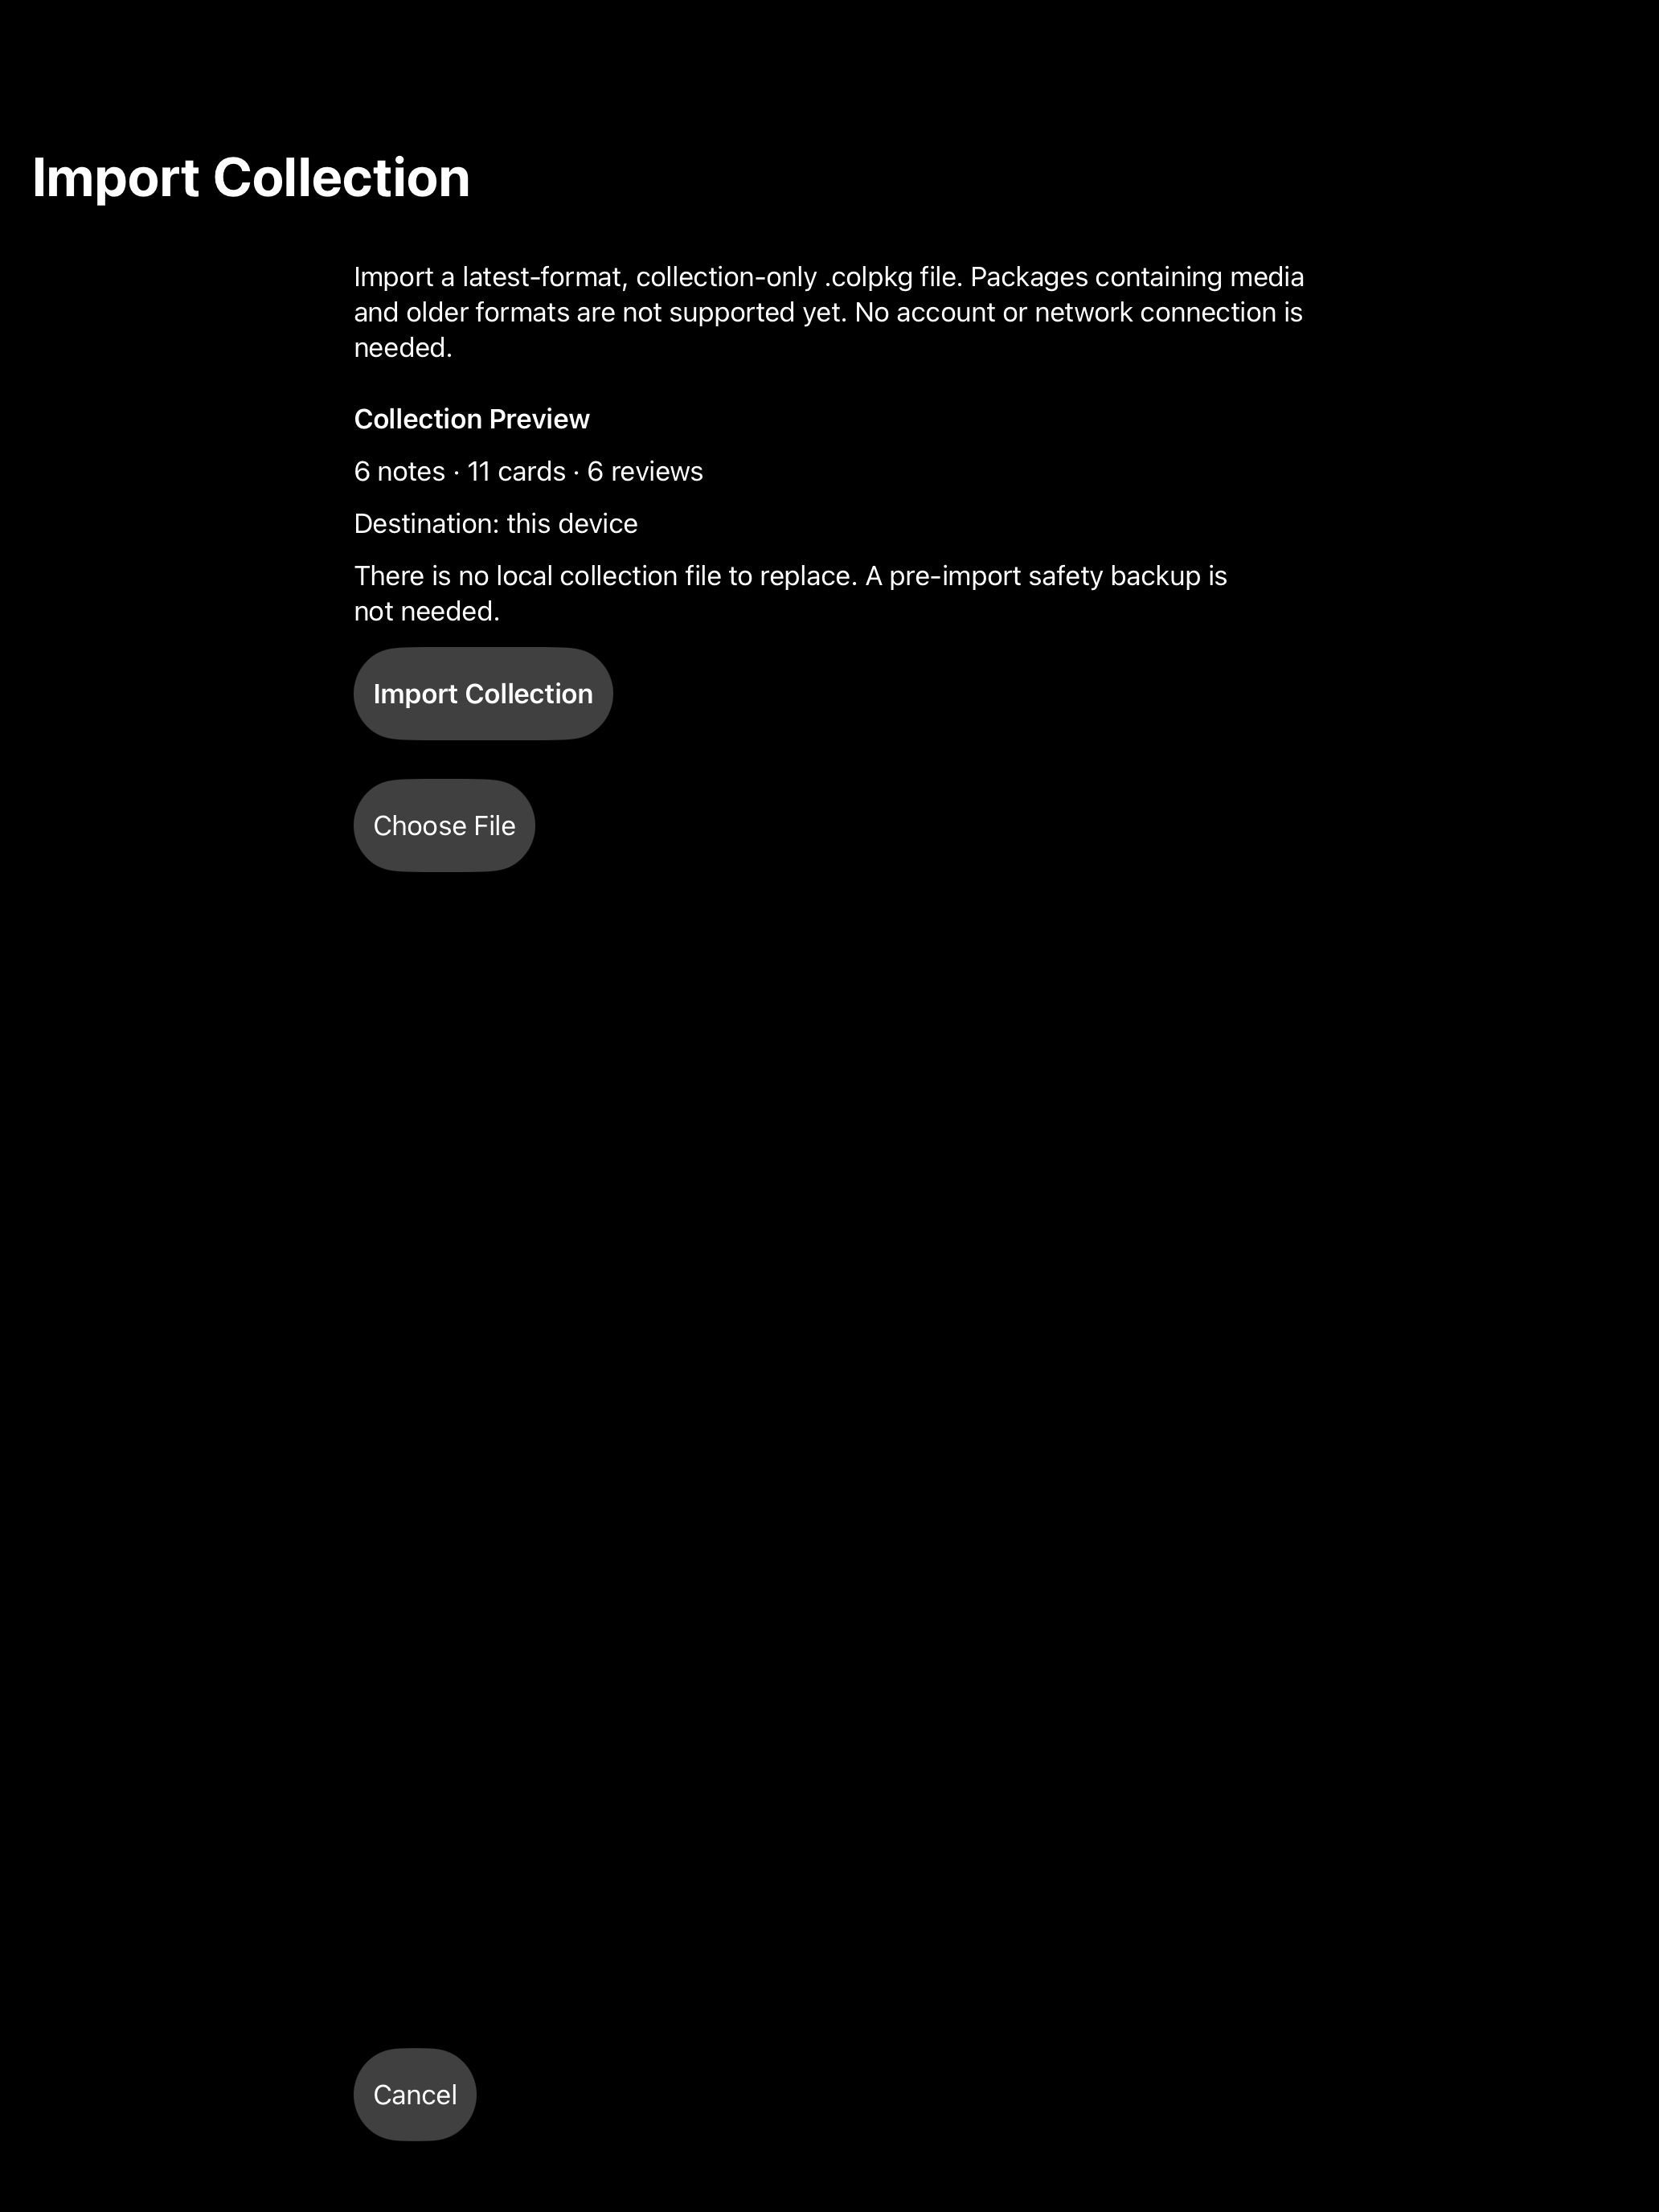 Import Collection
Import a latest-format, collection-only .colpkg file. Packages containing media
and older formats are not supported yet. No account or network connection is
needed.
Collection Preview
6 notes · 11 cards · 6 reviews
Destination: this device
There is no local collection file to replace. A pre-import safety backup is
not needed.
Import Collection
Choose File
Cancel